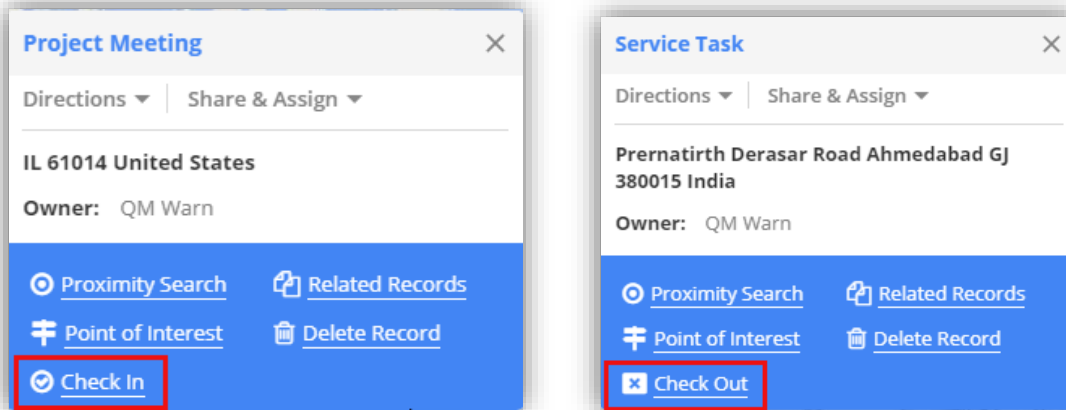 Project Meeting
Directions Share & Assign
IL 61014 United States
Owner: QM Warn
Proximity Search Related Records
Point of Interest Delete Record
Check In
Service Task
Directions Share & Assign
Prernatirth Derasar Road Ahmedabad GJ
380015 India
Owner: QM Warn
Proximity Search Related Records
Point of Interest Delete Record
Check Out